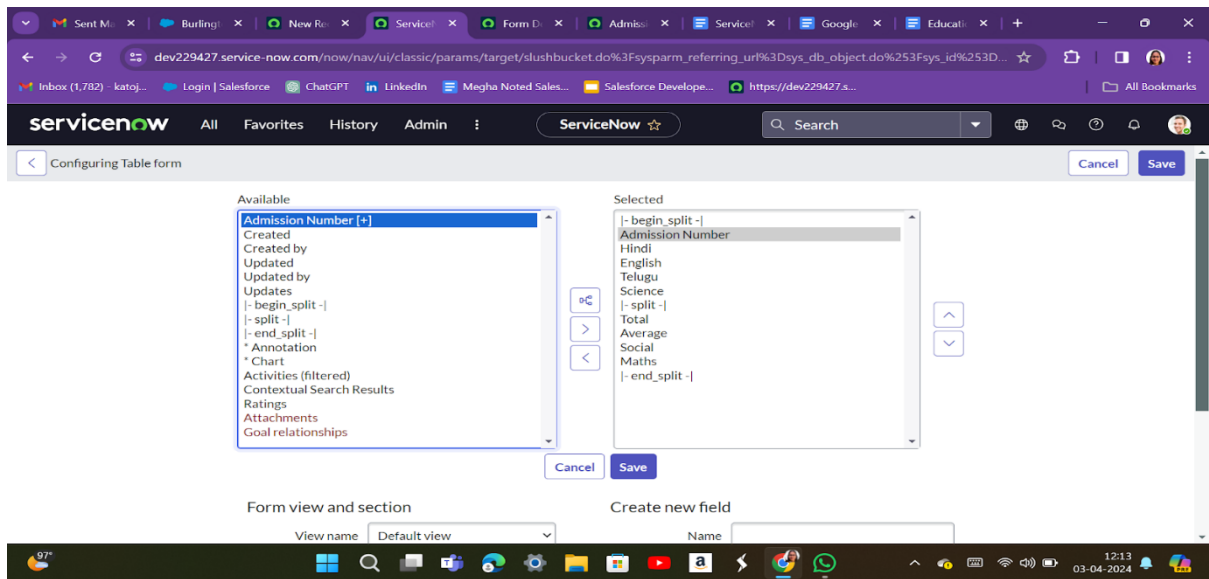 Sent Ma
Burlingt
New Rec
Service
Form De
Admissi
Service
Google
Educatio
dev229427.service-now.com/now/nav/ui/classic/params/target/slushbucket.do%3Fsysparm_referring_url%3Dsys_db_object.do%253Fsys_id%253D...
Inbox (1,782) - katoj...
Login | Salesforce
ChatGPT
LinkedIn
Megha Noted Sales...
Salesforce Develope...
https://dev229427.s...
All Bookmarks
servicenow
All
Favorites
History
Admin
ServiceNow
Search
Configuring Table form
Cancel
Save
Available
Admission Number [+]
Created
Created by
Updated
Updated by
Updates
|- begin_split -|
|- split -|
|- end_split -|
* Annotation
* Chart
Activities (filtered)
Contextual Search Results
Ratings
Attachments
Goal relationships
Selected
|- begin_split -|
Admission Number
Hindi
English
Telugu
Science
|- split -|
Total
Average
Social
Maths
|- end_split -|
Cancel
Save
Form view and section
View name
Default view
Create new field
Name
97°
12:13
03-04-2024